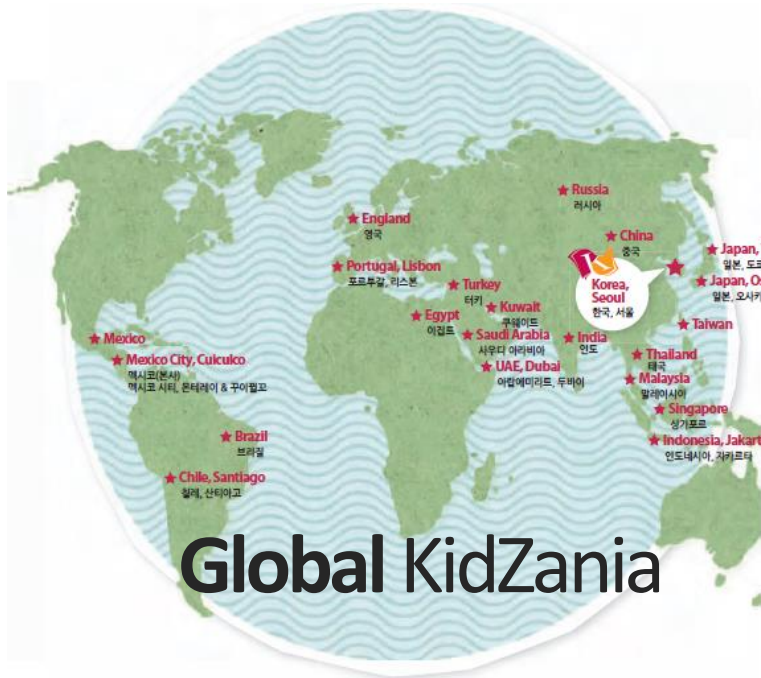 Russia
러시아
England
영국
China
중국
Japan,
일본, 도
Portugal, Lisbon
포르투갈, 리스본
Turkey
터키
Korea,
Seoul
한국, 서울
Japan, Os
일본, 오사카
Egypt
이집트
Kuwait
쿠웨이트
Taiwan
Mexico
Saudi Arabia
사우디 아라비아
India
인도
Mexico City, Cuiculco
멕시코(본사)
멕시코 시티, 몬테레이 & 꾸이꿜꼬
UAE, Dubai
아랍에미리트, 두바이
Thailand
태국
Malaysia
말레이시아
Singapore
싱가포르
Brazil
브라질
Indonesia, Jakart
인도네시아, 자카르타
Chile, Santiago
칠레, 산티아고
Global KidZania